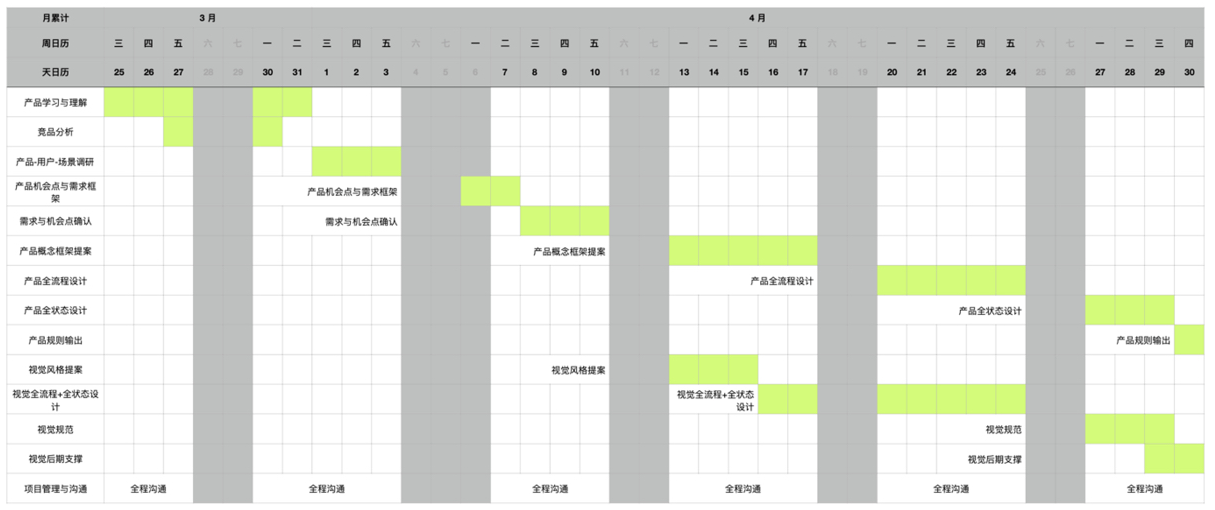 月累计 3 月 4 月
周日历 三 四 五 六 七 一 二 三 四 五 六 七 一 二 三 四 五 六 七 一 二 三 四 五 六 七 一 二 三 四 五 六 七 一 二 三 四
天日历 25 26 27 28 29 30 31 1 2 3 4 5 6 7 8 9 10 11 12 13 14 15 16 17 18 19 20 21 22 23 24 25 26 27 28 29 30
产品学习与理解
竞品分析
产品-用户-场景调研
产品机会点与需求框
架
产品机会点与需求框架
需求与机会点确认 需求与机会点确认
产品概念框架提案 产品概念框架提案
产品全流程设计 产品全流程设计
产品全状态设计 产品全状态设计
产品规则输出 产品规则输出
视觉风格提案 视觉风格提案
视觉全流程+全状态设
计
视觉全流程+全状态
设计
视觉规范 视觉规范
视觉后期支撑 视觉后期支撑
项目管理与沟通 全程沟通 全程沟通 全程沟通 全程沟通 全程沟通 全程沟通